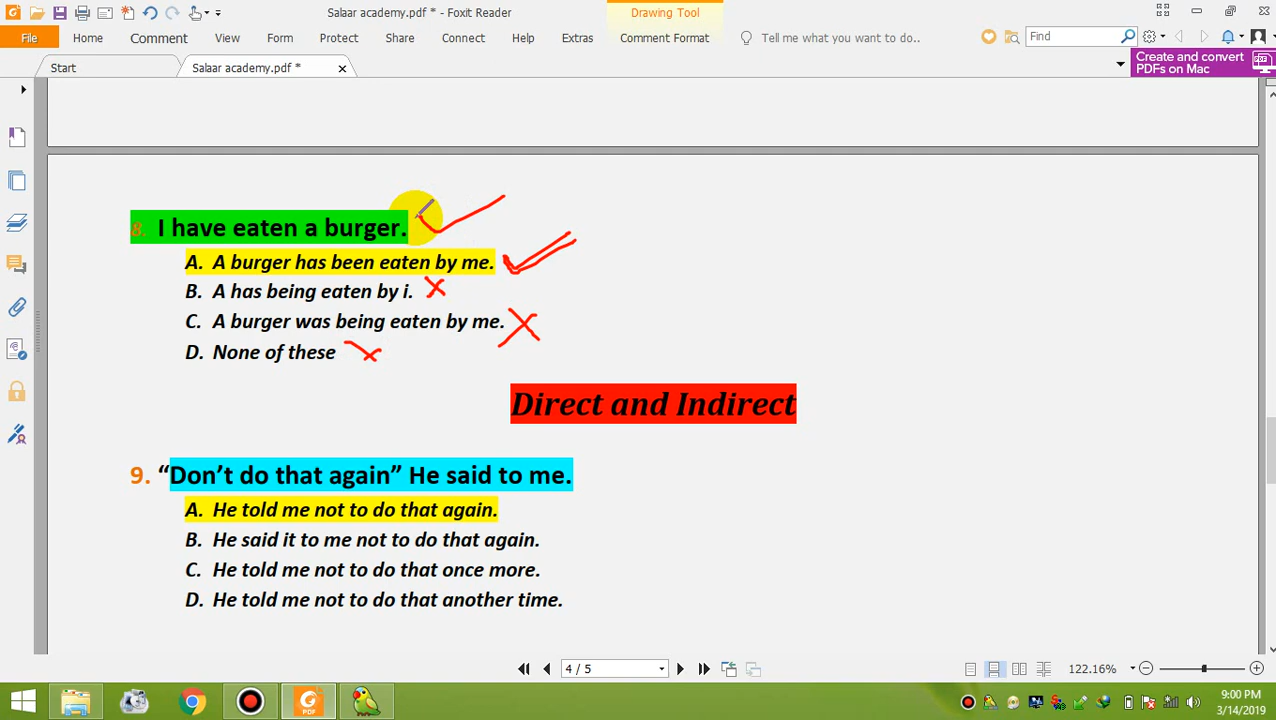 Salaar academy.pdf * - Foxit Reader
Drawing Tool
File Home Comment View Form Protect Share Connect Help Extras Comment Format Tell me what you want to do.. Find
Start Salaar academy.pdf * Create and convert
PDFs on Mac
8. I have eaten a burger.
A. A burger has been eaten by me.
B. A has being eaten by i.
C. A burger was being eaten by me.
D. None of these
Direct and Indirect
9. “Don’t do that again” He said to me.
A. He told me not to do that again.
B. He said it to me not to do that again.
C. He told me not to do that once more.
D. He told me not to do that another time.
4 / 5 122.16%
PDF
9:00 PM
3/14/2019